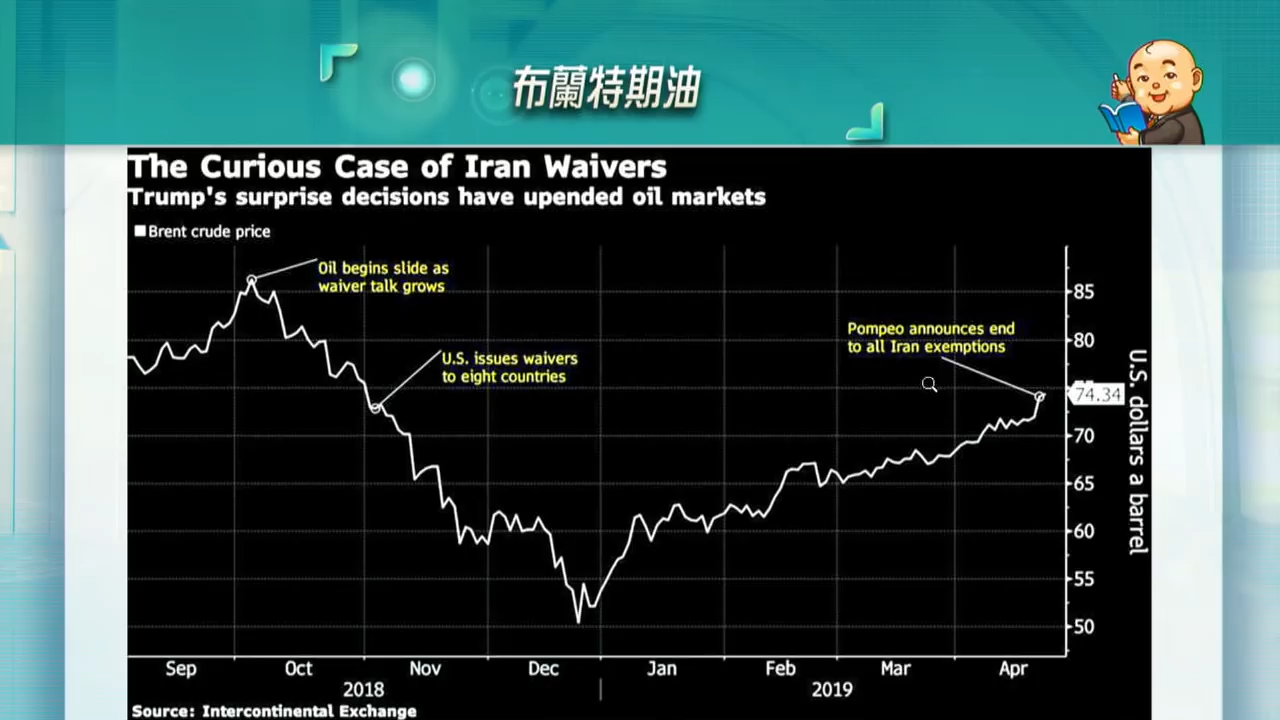 布蘭特期油
The Curious Case of Iran Waivers
Trump's surprise decisions have upended oil markets
Brent crude price
Oil begins slide as
waiver talk grows
U.S. issues waivers
to eight countries
Pompeo announces end
to all Iran exemptions
85
80
74.34
70
65
60
55
50
U.S. dollars a barrel
Sep Oct Nov Dec Jan Feb Mar Apr
2018 2019
Source: Intercontinental Exchange